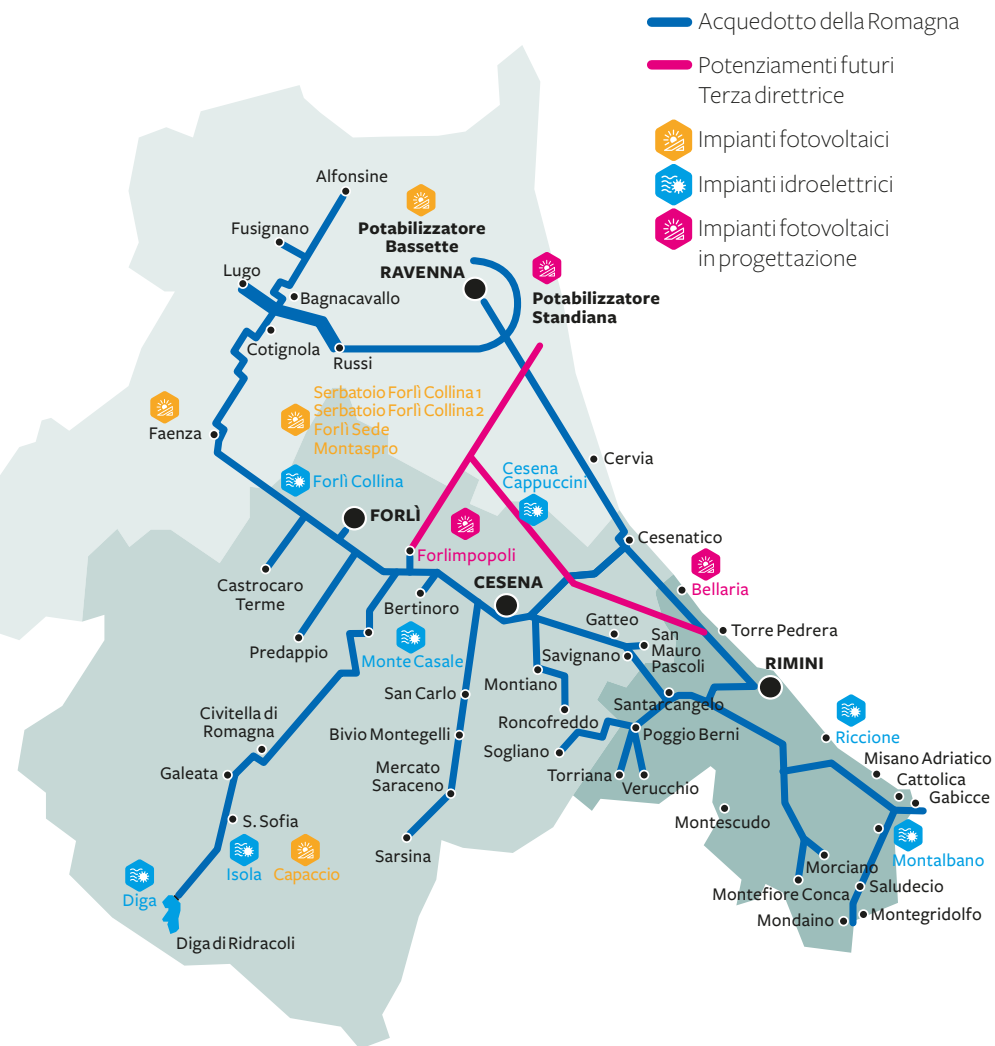 Acquedotto della Romagna
Potenziamenti futuri
Terza direttrice
Impianti fotovoltaici
Impianti idroelettrici
Impianti fotovoltaici
in progettazione
Alfonsine
Fusignano
Potabilizzatore
Bassette
Lugo
RAVENNA
Bagnacavallo
Potabilizzatore
Standiana
Cotignola
Russi
Serbatoio Forlì Collina 1
Serbatoio Forlì Collina 2
Forlì Sede
Montaspro
Faenza
Cervia
Cesena
Cappuccini
Forlì Collina
FORLÌ
Cesenatico
Forlimpopoli
Castrocaro
Terme
CESENA
Bellaria
Bertinoro
Gatteo
Torre Pedrera
Predappio
Monte Casale
Savignano
San
Mauro
Pascoli
RIMINI
San Carlo
Montiano
Santarcangelo
Civitella di
Romagna
Roncofreddo
Bivio Montegelli
Poggio Berni
Riccione
Sogliano
Misano Adriatico
Galeata
Mercato
Saraceno
Torriana
Verucchio
Cattolica
Gabicce
S. Sofia
Montescudo
Sarsina
Isola
Capaccio
Morciano
Montalbano
Diga
Montefiore Conca
Saludecio
Mondaino
Montegridolfo
Diga di Ridracoli